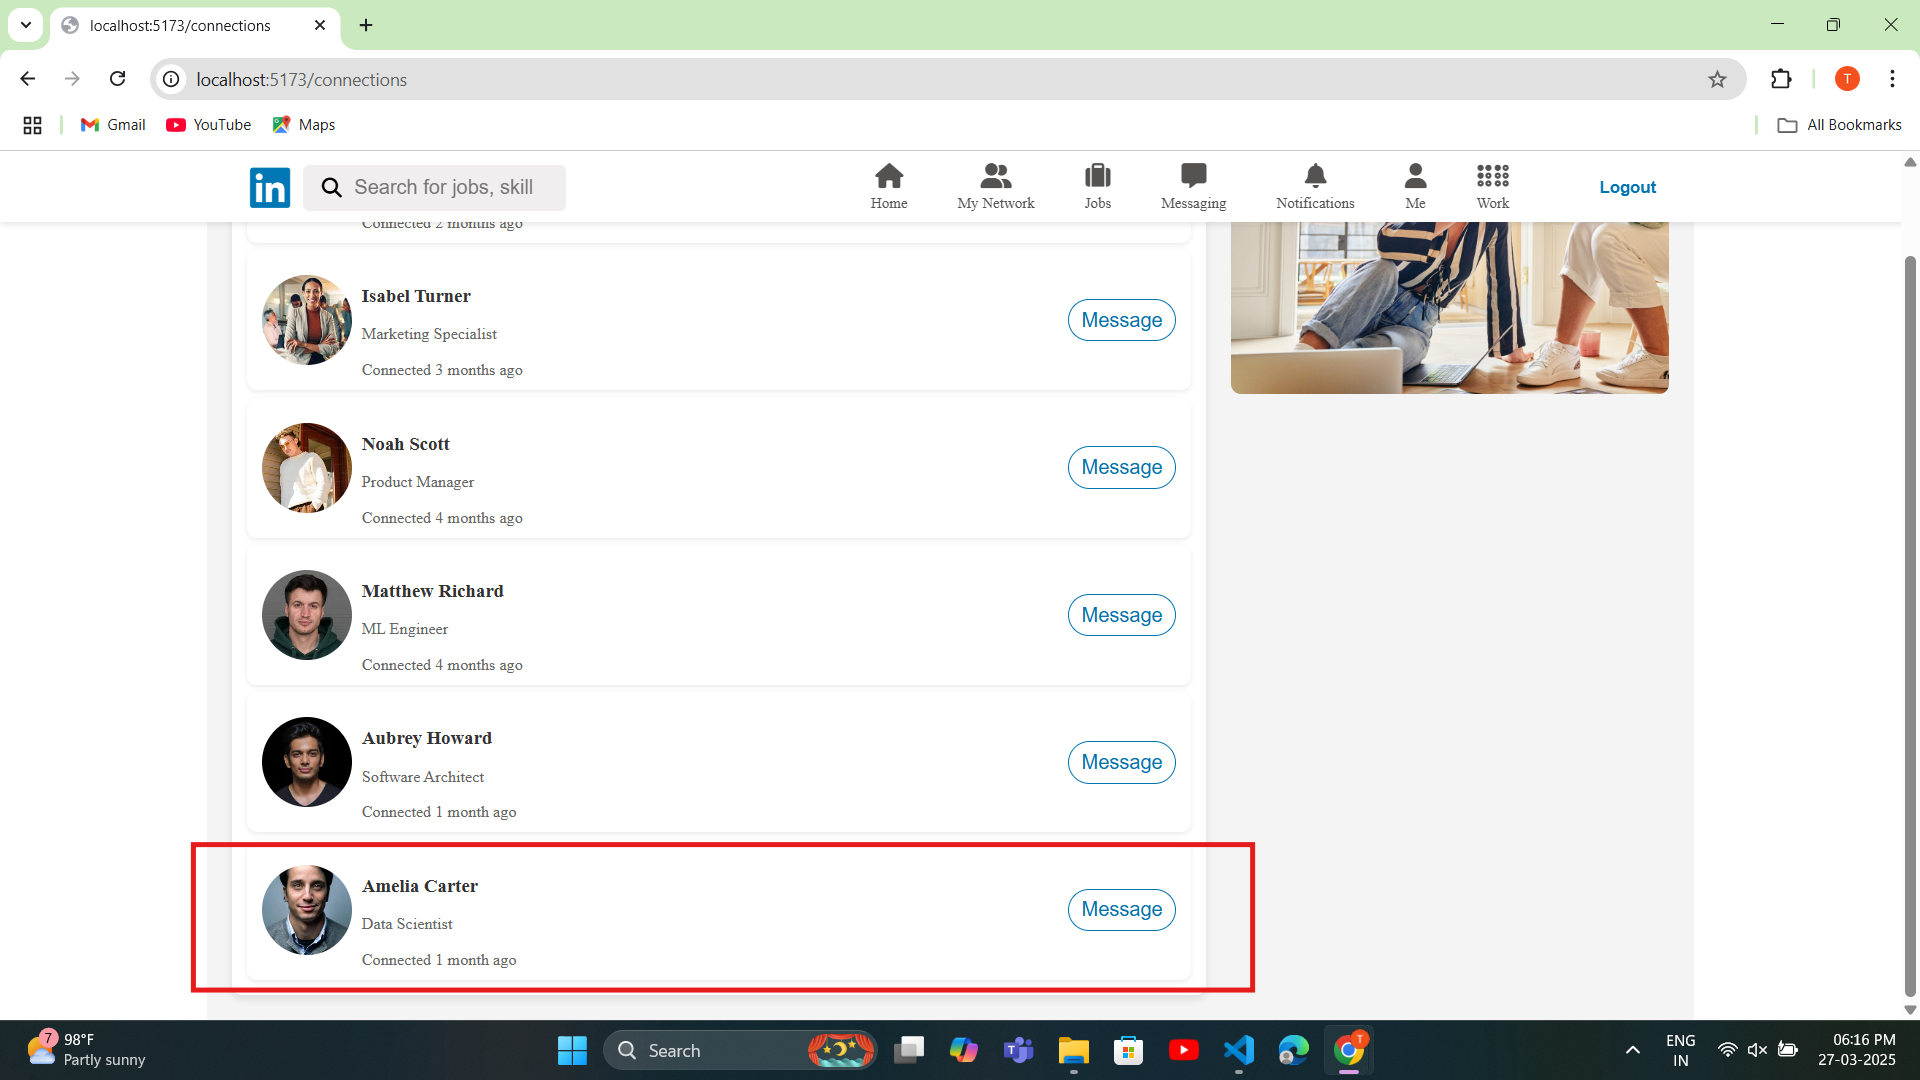 localhost:5173/connections
localhost:5173/connections
T
Gmail
YouTube
Maps
All Bookmarks
in
Search for jobs, skill
Home
My Network
Jobs
Messaging
Notifications
Me
Work
Logout
Connected 2 months ago
Isabel Turner
Marketing Specialist
Connected 3 months ago
Message
Noah Scott
Product Manager
Connected 4 months ago
Message
Matthew Richard
ML Engineer
Connected 4 months ago
Message
Aubrey Howard
Software Architect
Connected 1 month ago
Message
Amelia Carter
Data Scientist
Connected 1 month ago
Message
7
98°F
Partly sunny
Search
T
T
ENG
IN
06:16 PM
27-03-2025